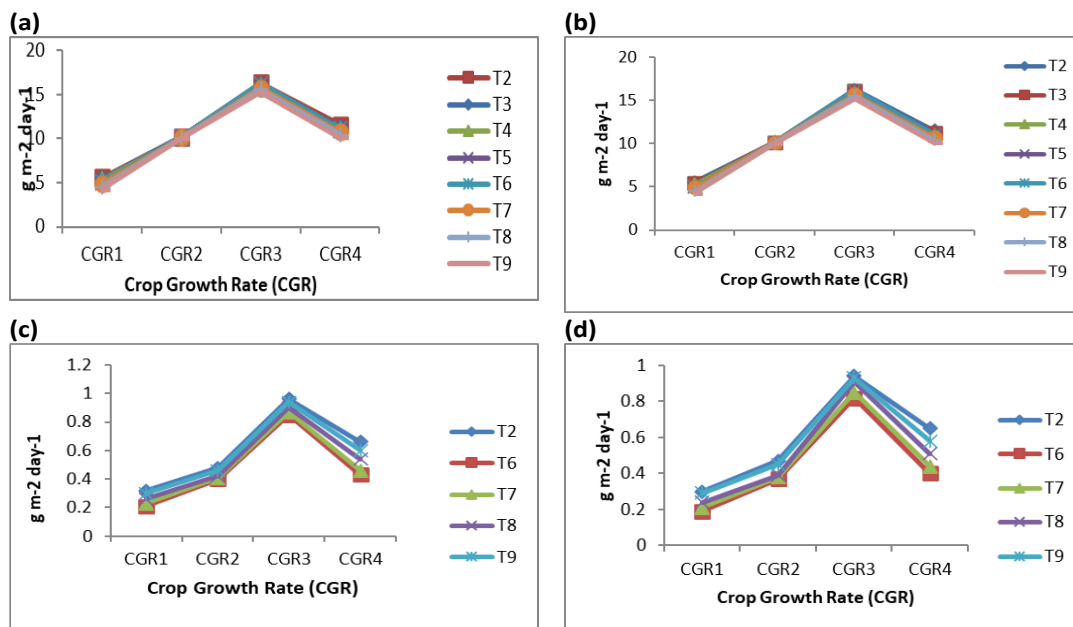 (a)
g m-2 day-1
20
15
10
5
0
CGR1 CGR2 CGR3 CGR4
Crop Growth Rate (CGR)
T2
T3
T4
T5
T6
T7
T8
T9
(b)
g m-2 day-1
20
15
10
5
0
CGR1 CGR2 CGR3 CGR4
Crop Growth Rate (CGR)
T2
T3
T4
T5
T6
T7
T8
T9
(c)
g m-2 day-1
1.2
1
0.8
0.6
0.4
0.2
0
CGR1 CGR2 CGR3 CGR4
Crop Growth Rate (CGR)
T2
T6
T7
T8
T9
(d)
g m-2 day-1
1
0.8
0.6
0.4
0.2
0
CGR1 CGR2 CGR3 CGR4
Crop Growth Rate (CGR)
T2
T6
T7
T8
T9